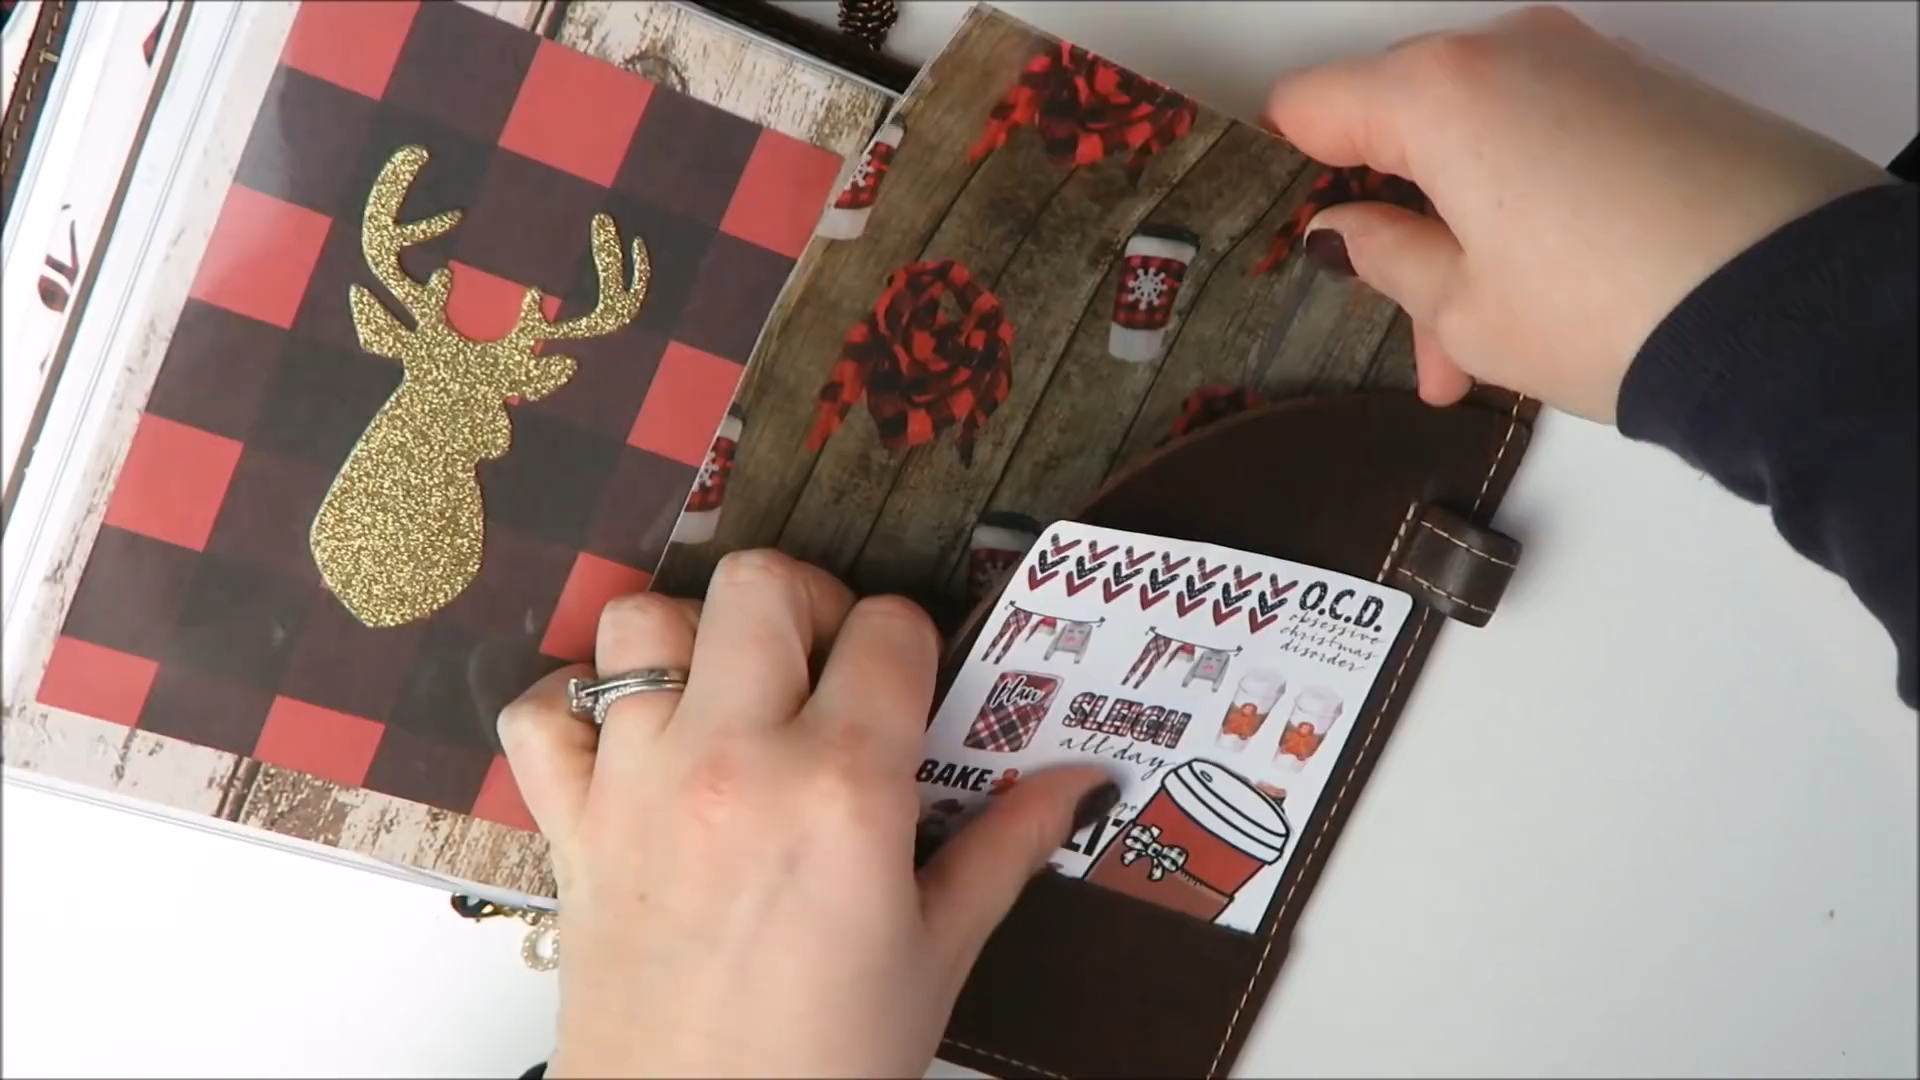 O.C.D.
obsessive
christmas
disorder
plan
SLEIGH
all day
BAKE